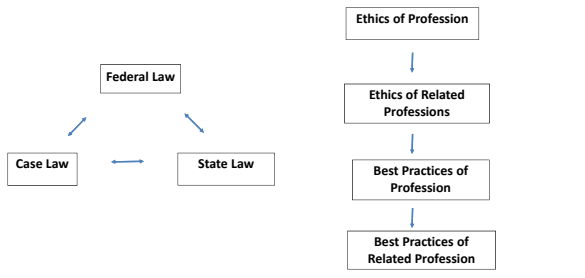 Federal Law
Case Law
State Law
Ethics of Profession
Ethics of Related
Professions
Best Practices of
Profession
Best Practices of
Related Profession